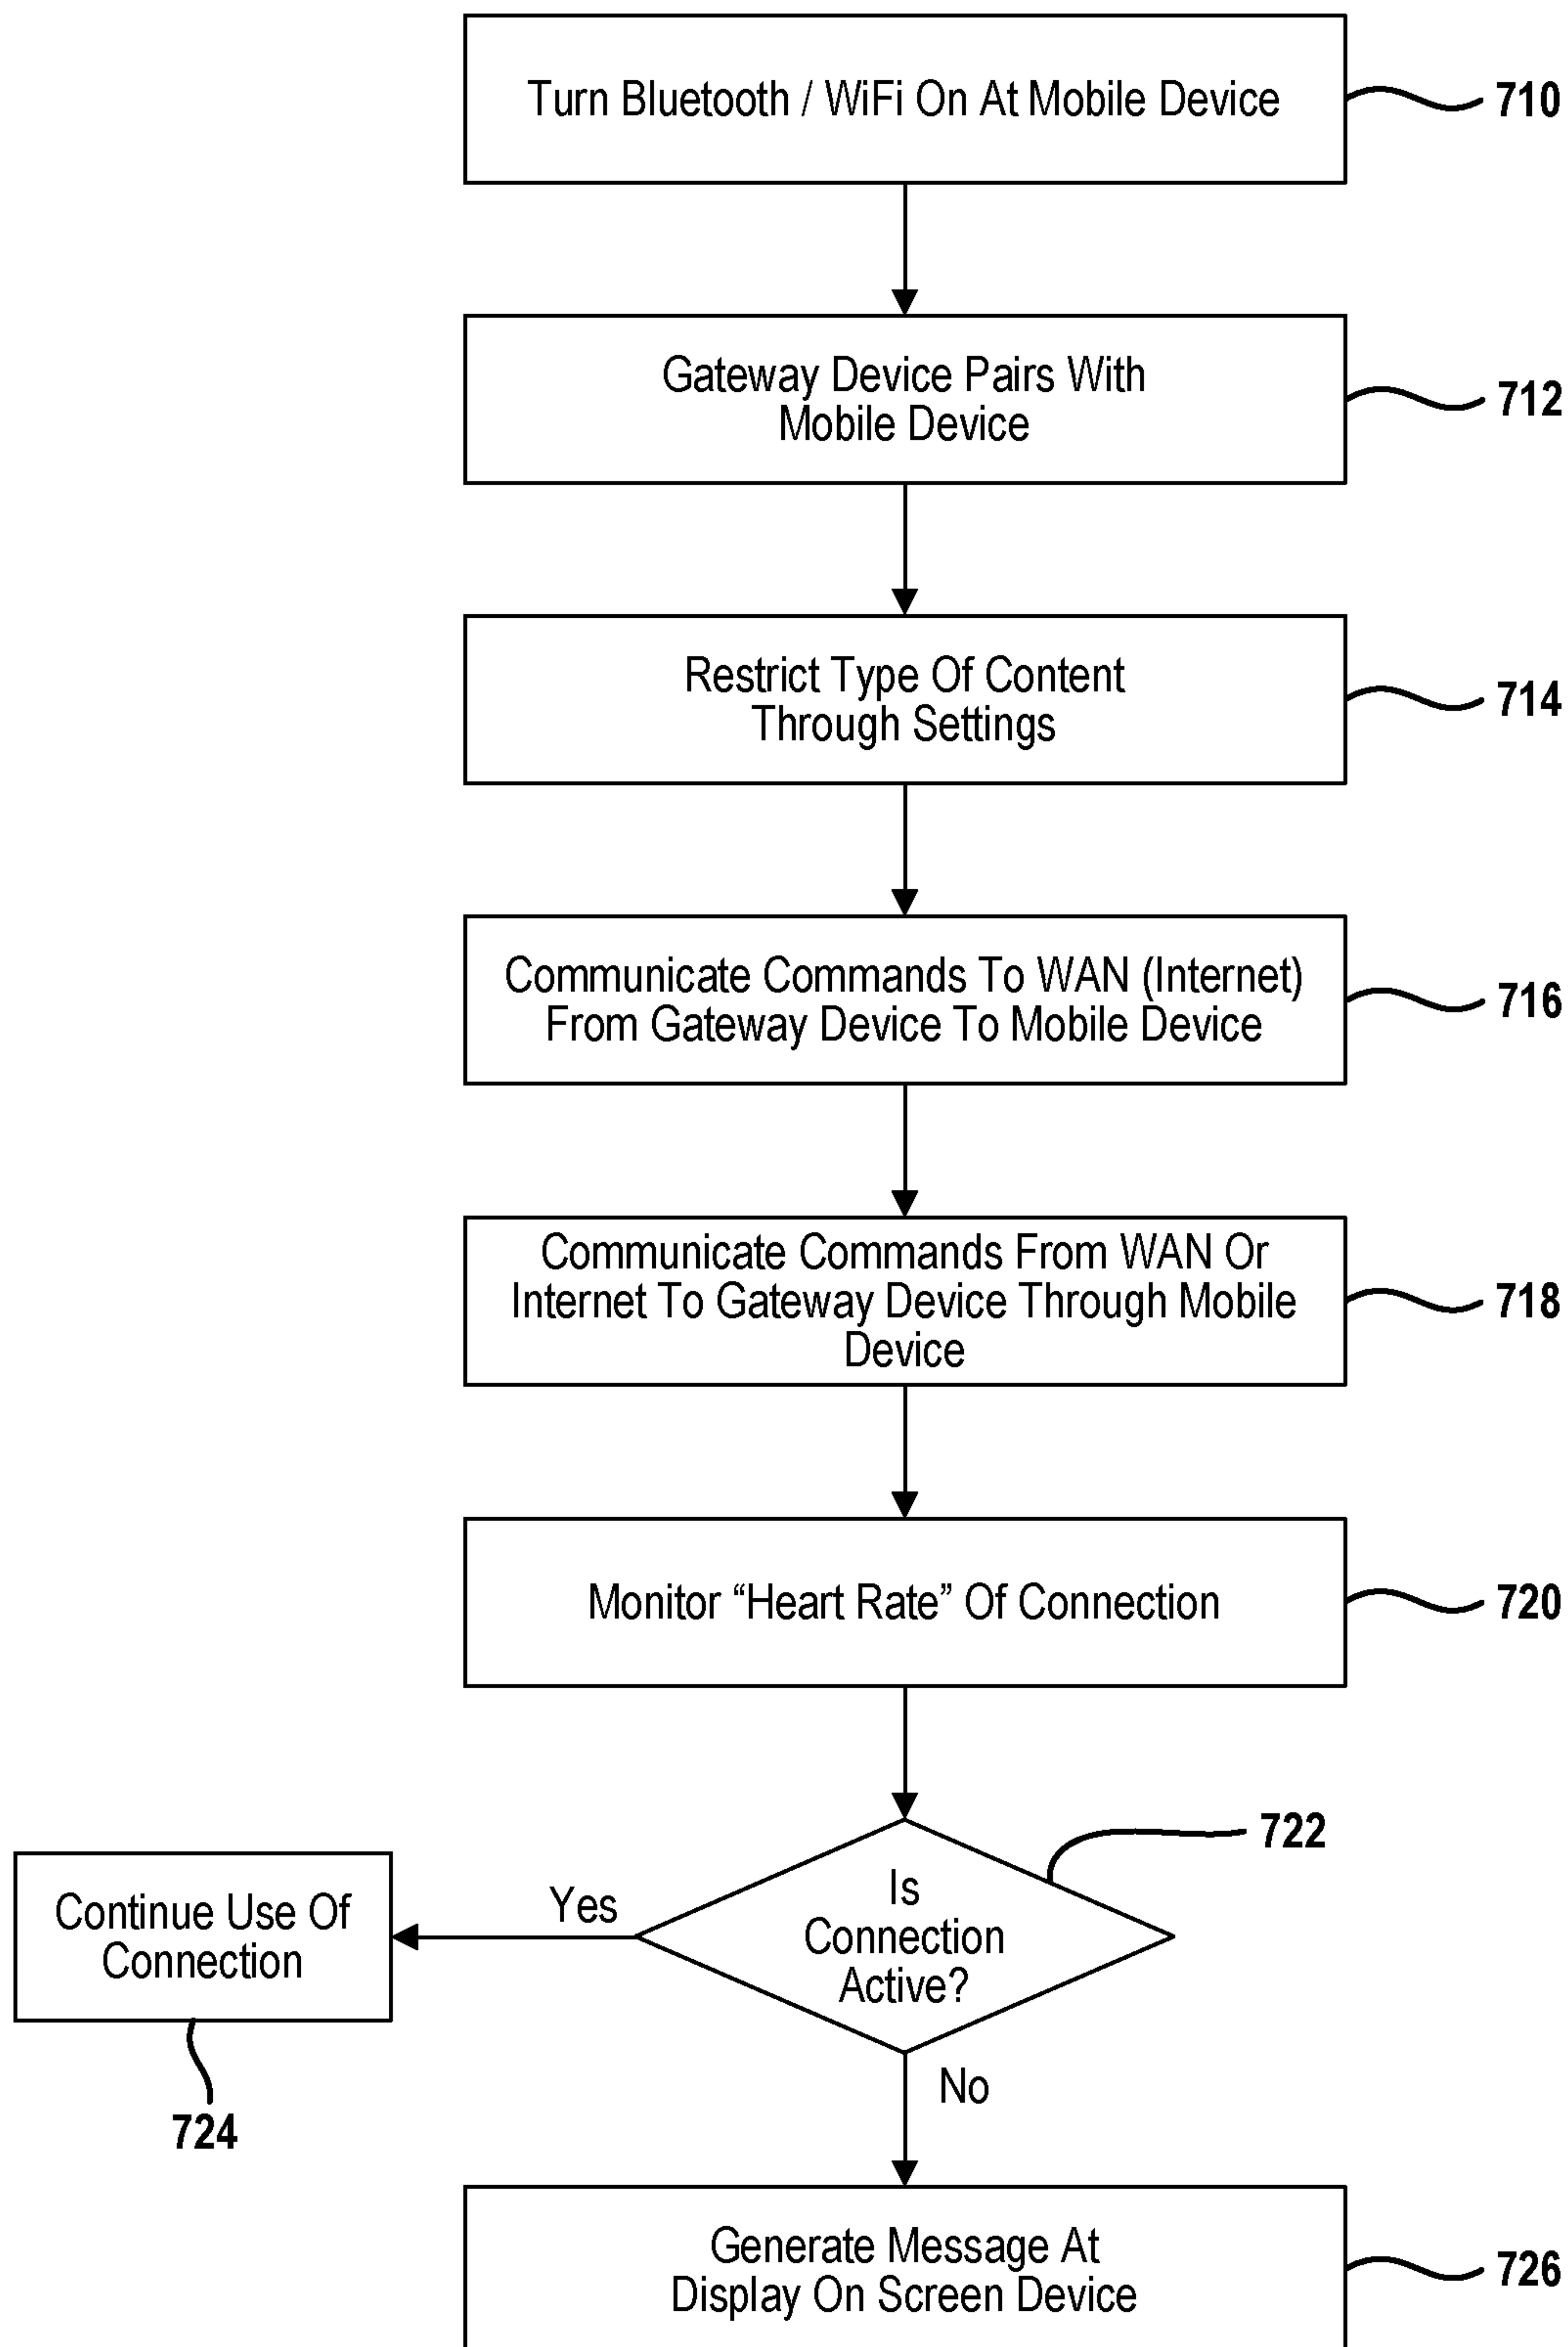 Turn Bluetooth / WiFi On At Mobile Device
710
Gateway Device Pairs With
Mobile Device
712
Restrict Type Of Content
Through Settings
714
Communicate Commands To WAN (Internet)
From Gateway Device To Mobile Device
716
Communicate Commands From WAN Or
Internet To Gateway Device Through Mobile
Device
718
Monitor “Heart Rate” Of Connection
720
Is
Connection
Active?
722
Yes
Continue Use Of
Connection
724
No
Generate Message At
Display On Screen Device
726